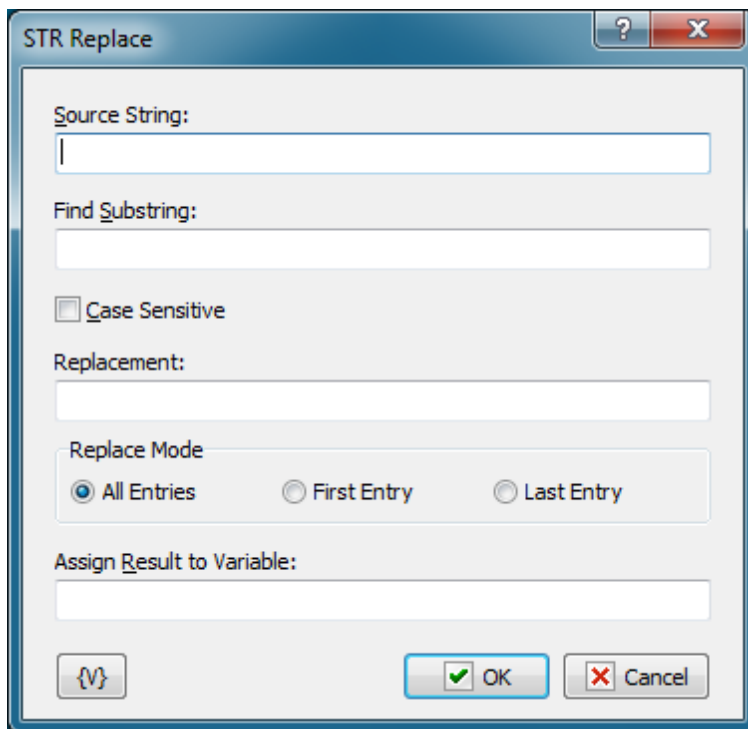 STR Replace
?
Source String:
Find Substring:
Case Sensitive
Replacement:
Replace Mode
All Entries First Entry Last Entry
Assign Result to Variable:
{V} OK Cancel